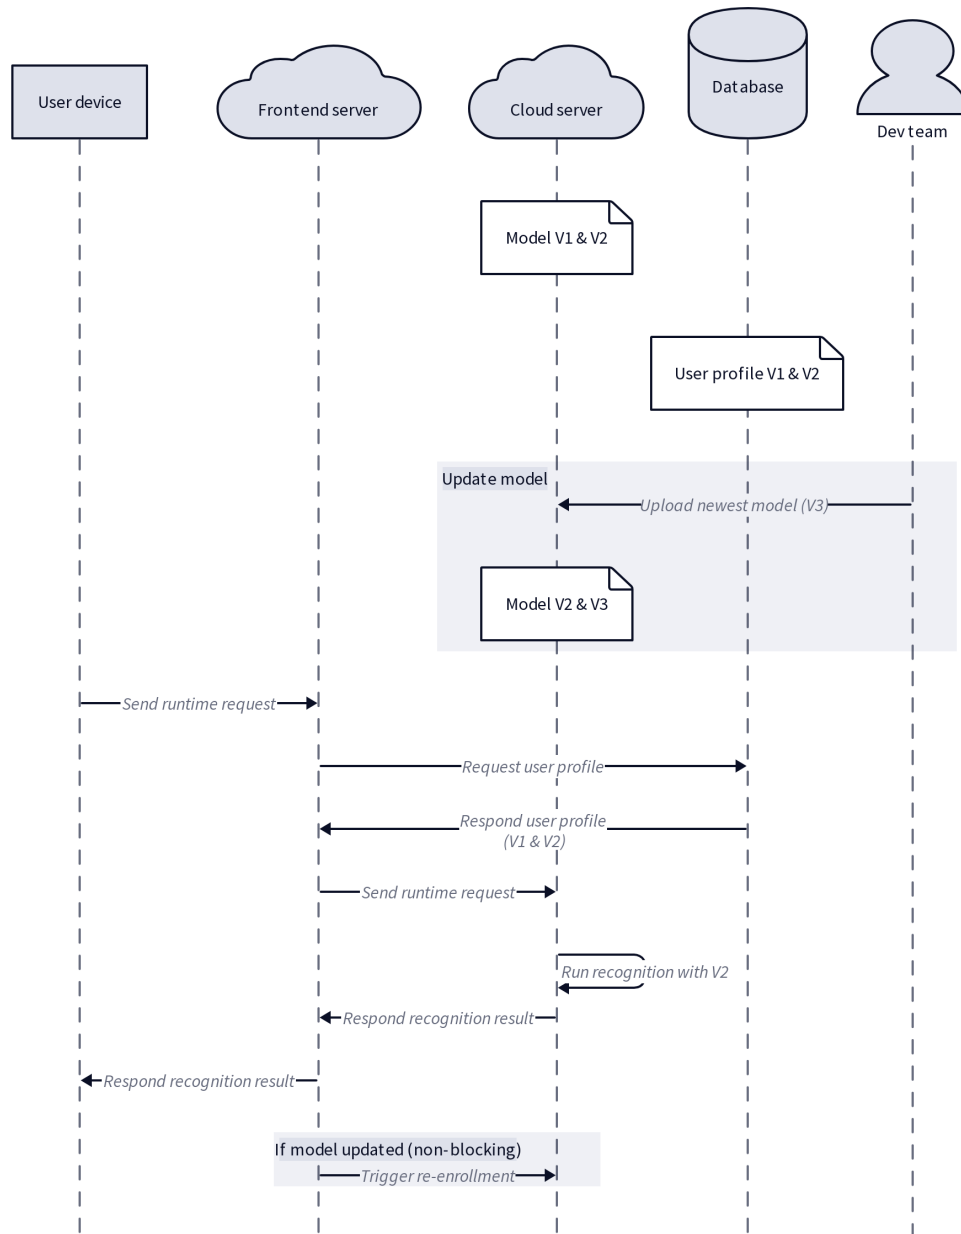 User device
Frontend server
Cloud server
Database
Dev team
Model V1 & V2
User profile V1 & V2
Update model
Upload newest model (V3)
Model V2 & V3
Send runtime request
Request user profile
Respond user profile
(V1 & V2)
Send runtime request
Run recognition with V2
Respond recognition result
Respond recognition result
If model updated (non-blocking)
Trigger re-enrollment